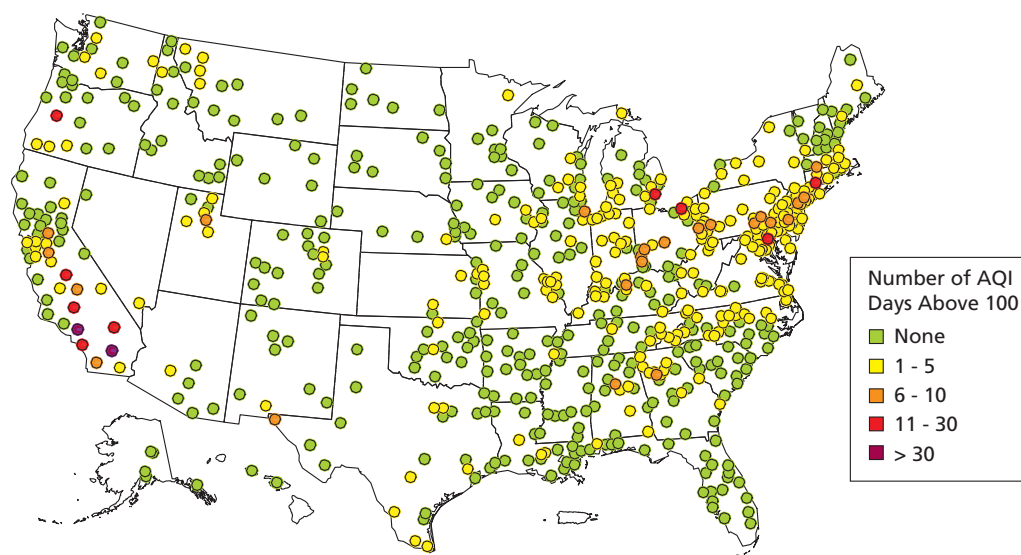 Number of AQI
Days Above 100
None
1 - 5
6 - 10
11 - 30
> 30